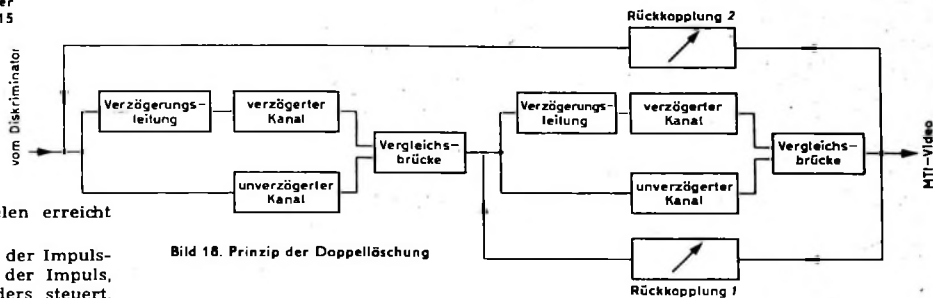 15
Rückkopplung 2
vom Diskriminator
Verzögerungs-
leitung
verzögerter
Kanal
unverzögerter
Kanal
Vergleichs-
brücke
Verzögerungs-
leitung
verzögerter
Kanal
unverzögerter
Kanal
Vergleichs-
brücke
MTI-Video
Rückkopplung 1
Bild 18. Prinzip der Doppellöschung
len erreicht
der Impuls-
der Impuls,
ders steuert.